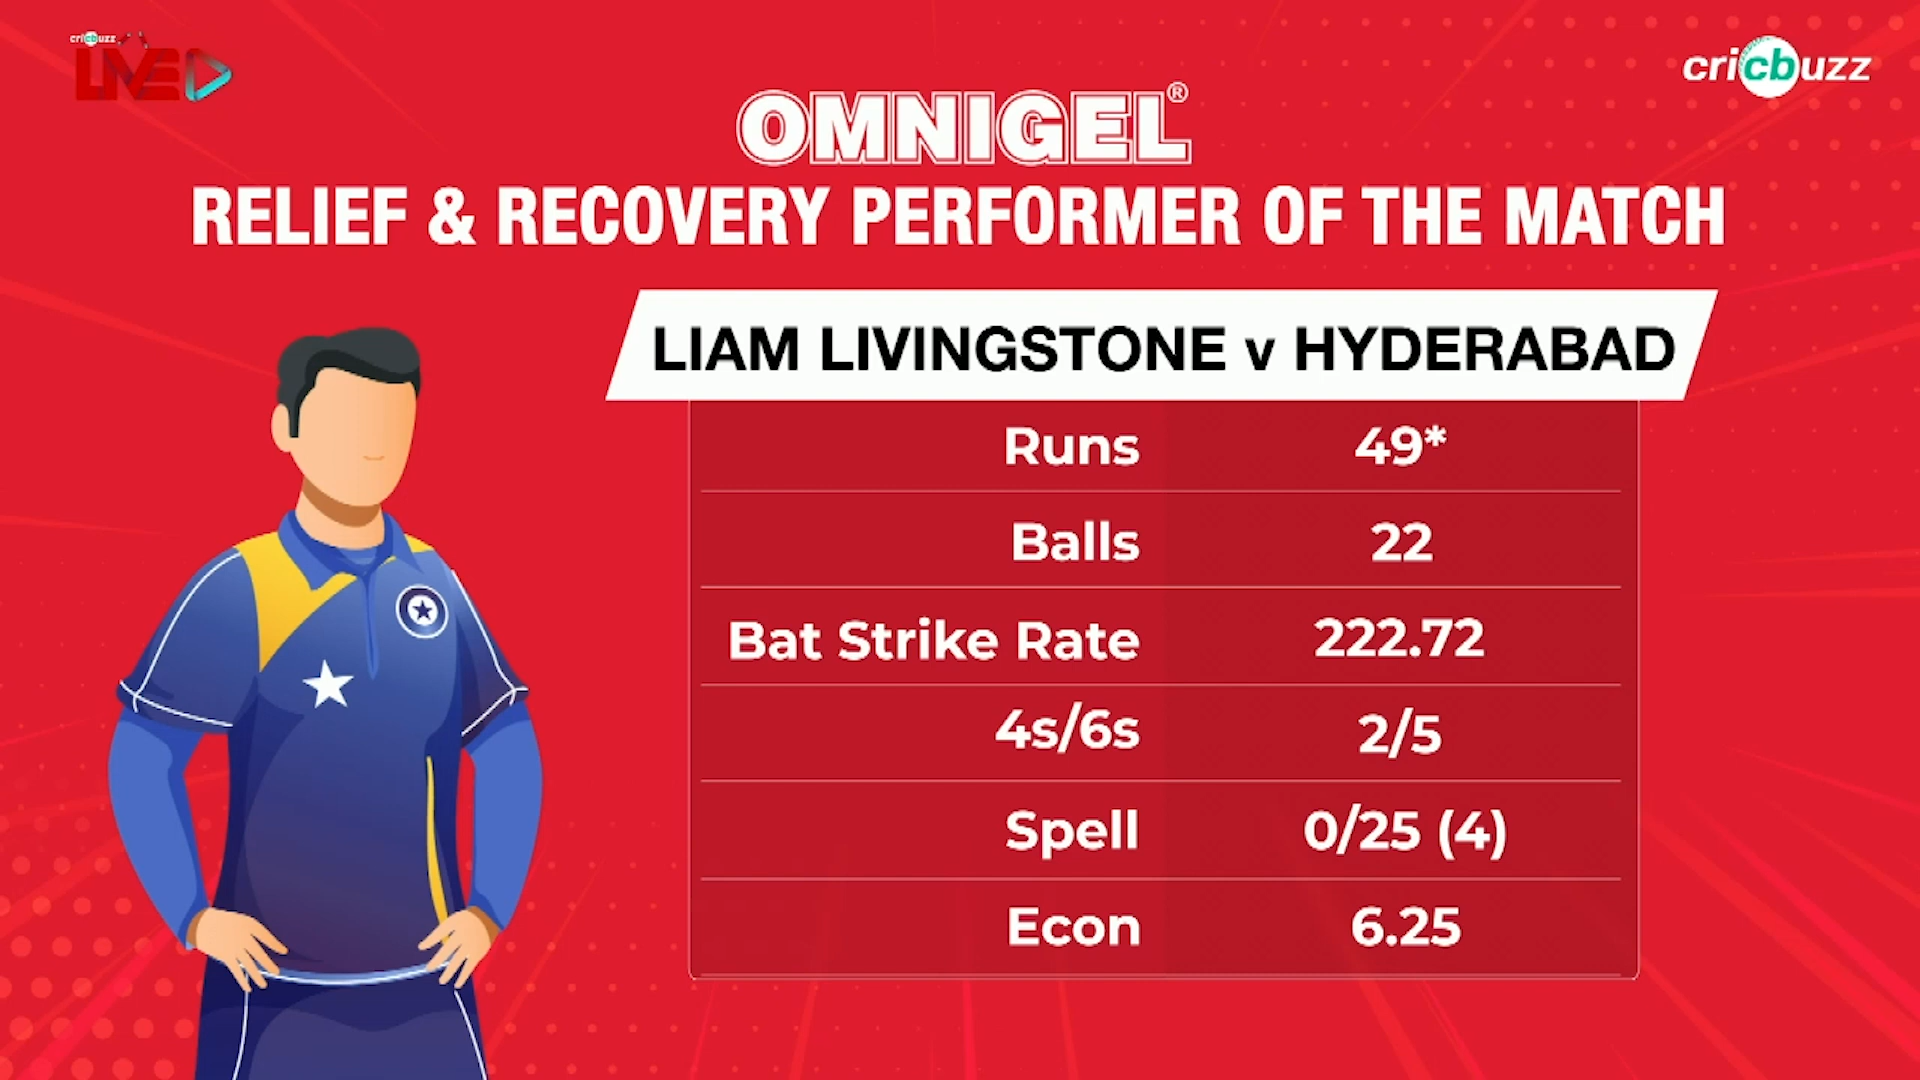 cricbuzz
LIVE
cricbuzz
OMNIGEL®
RELIEF & RECOVERY PERFORMER OF THE MATCH
LIAM LIVINGSTONE v HYDERABAD
Runs 49*
Balls 22
Bat Strike Rate 222.72
4s/6s 2/5
Spell 0/25 (4)
Econ 6.25